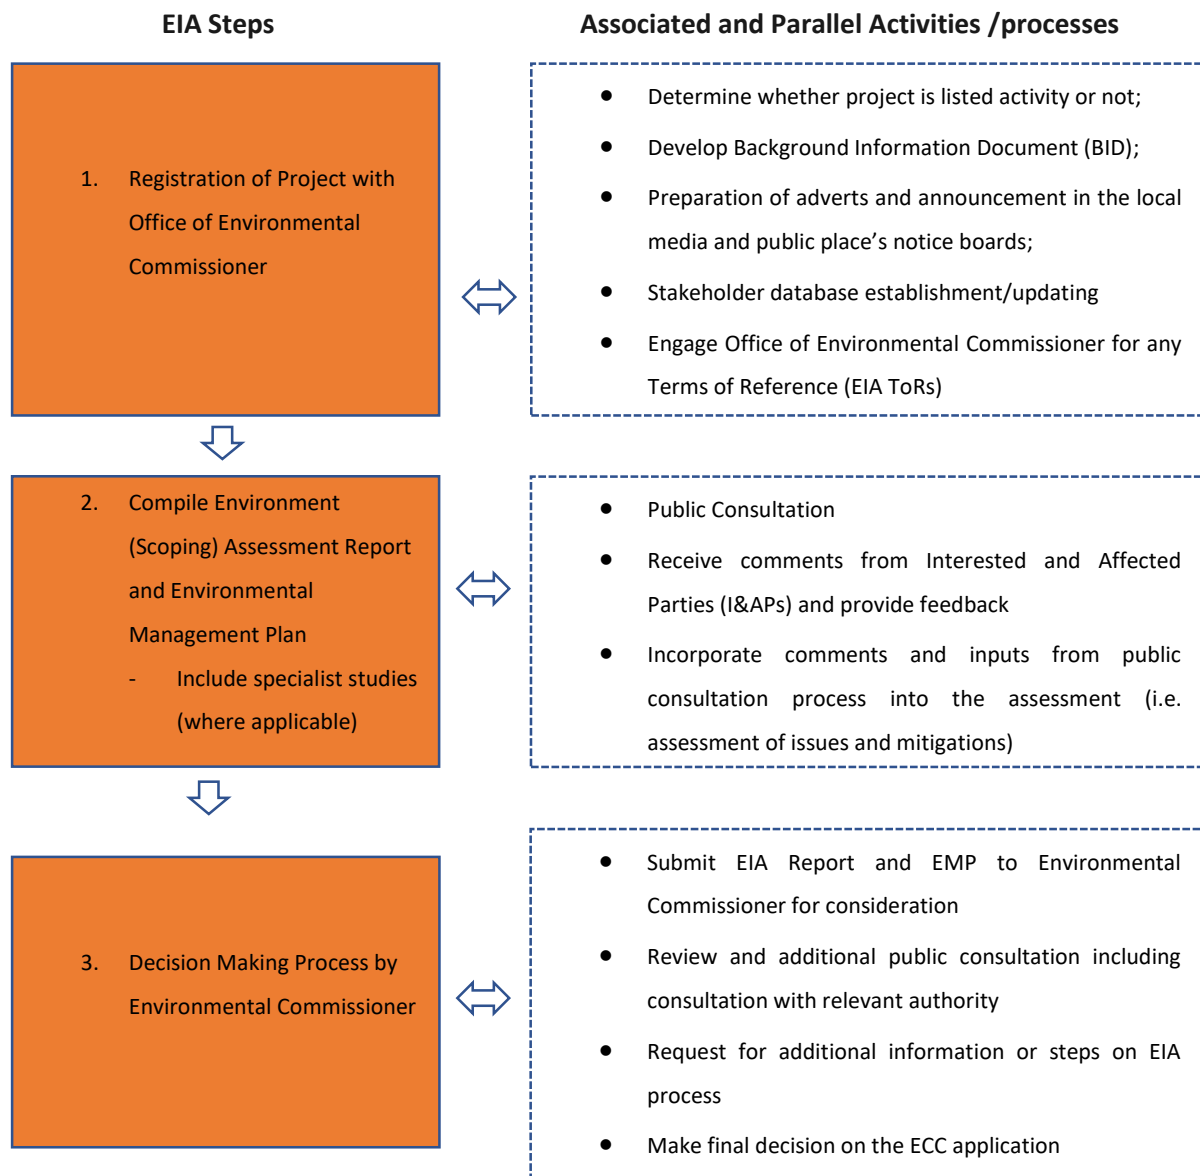 EIA Steps
Associated and Parallel Activities /processes
1. Registration of Project with
Office of Environmental
Commissioner
● Determine whether project is listed activity or not;
● Develop Background Information Document (BID);
● Preparation of adverts and announcement in the local
media and public place’s notice boards;
● Stakeholder database establishment/updating
● Engage Office of Environmental Commissioner for any
Terms of Reference (EIA ToRs)
2. Compile Environment
(Scoping) Assessment Report
and Environmental
Management Plan
- Include specialist studies
(where applicable)
● Public Consultation
● Receive comments from Interested and Affected
Parties (I&APs) and provide feedback
● Incorporate comments and inputs from public
consultation process into the assessment (i.e.
assessment of issues and mitigations)
3. Decision Making Process by
Environmental Commissioner
● Submit EIA Report and EMP to Environmental
Commissioner for consideration
● Review and additional public consultation including
consultation with relevant authority
● Request for additional information or steps on EIA
process
● Make final decision on the ECC application